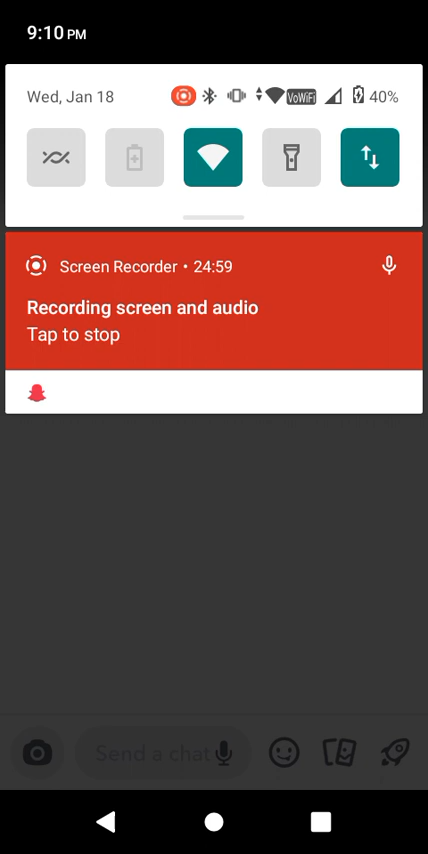 9:10 PM
Wed, Jan 18
VoWiFi
40%
Screen Recorder • 24:59
Recording screen and audio
Tap to stop
Send a chat